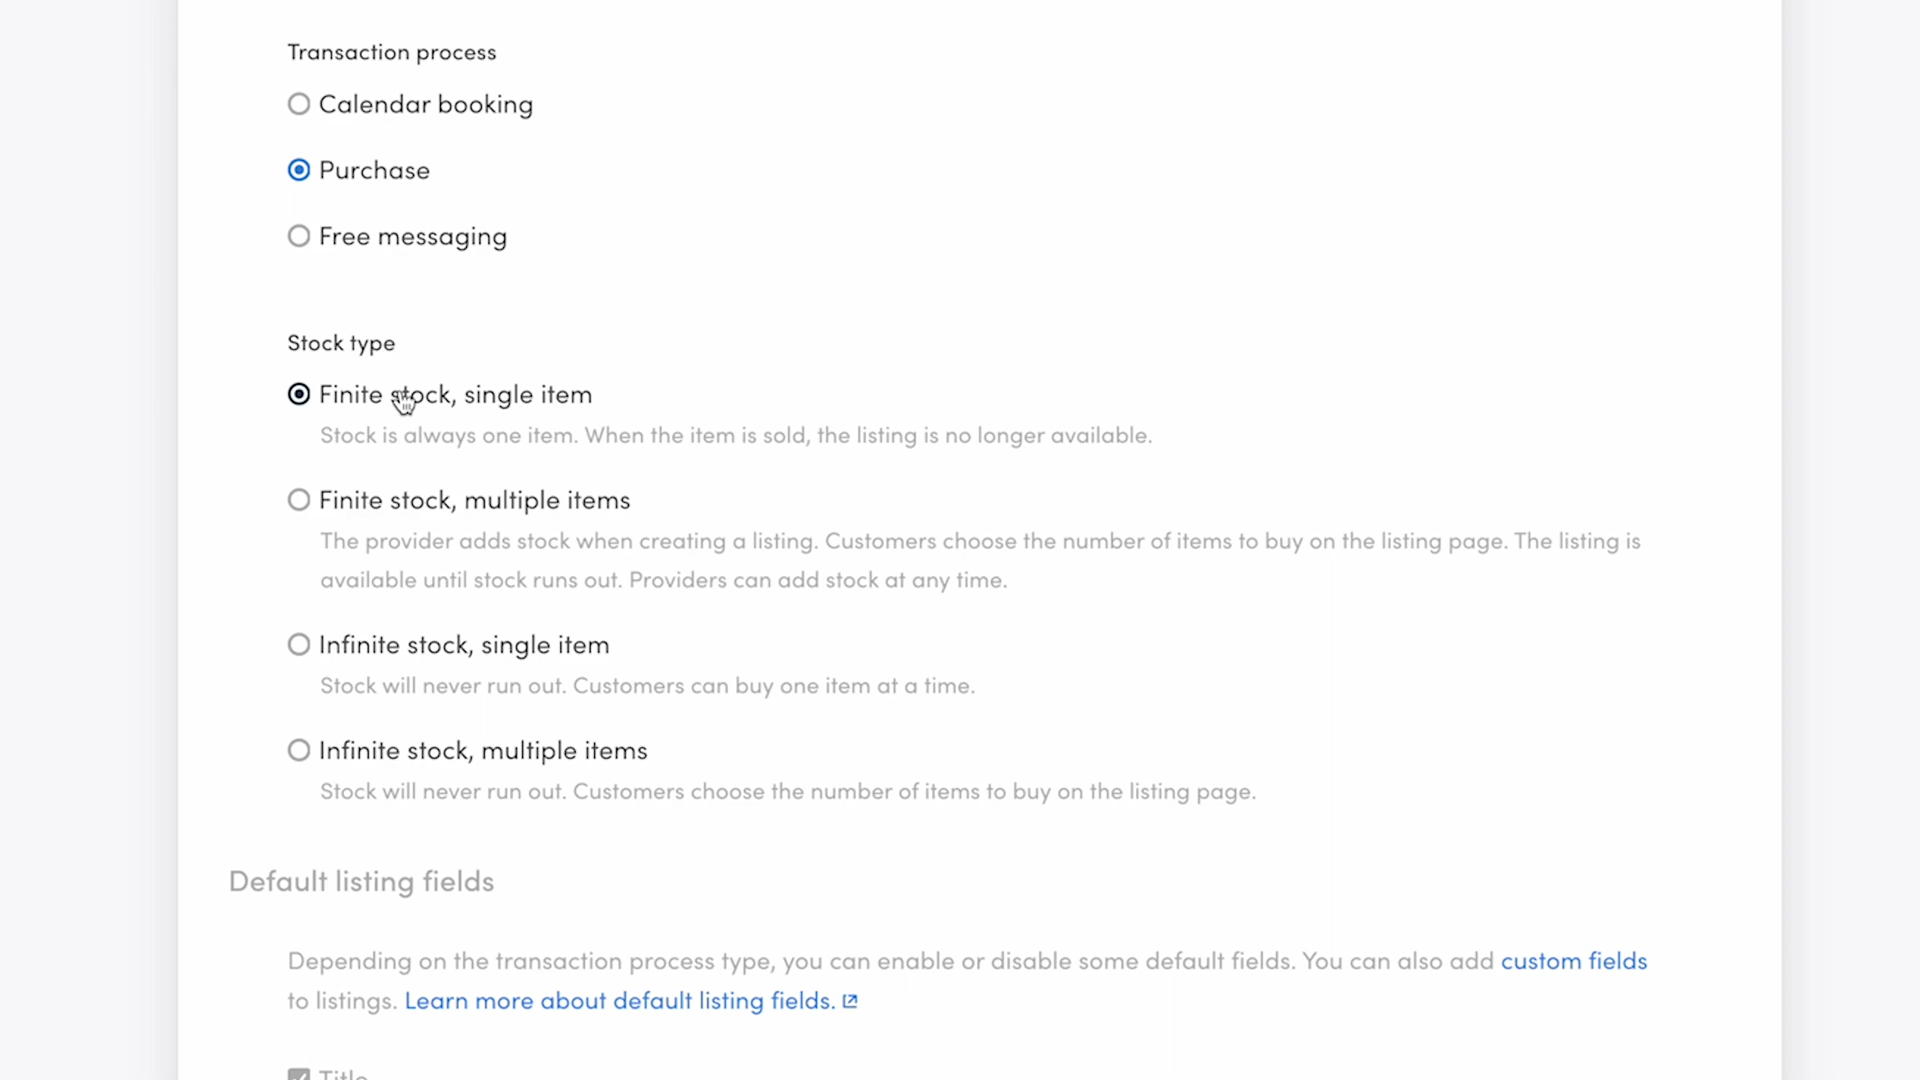 Transaction process
Calendar booking
Purchase
Free messaging
Stock type
Finite stock, single item
Stock is always one item. When the item is sold, the listing is no longer available.
Finite stock, multiple items
The provider adds stock when creating a listing. Customers choose the number of items to buy on the listing page. The listing is
available until stock runs out. Providers can add stock at any time.
Infinite stock, single item
Stock will never run out. Customers can buy one item at a time.
Infinite stock, multiple items
Stock will never run out. Customers choose the number of items to buy on the listing page.
Default listing fields
Depending on the transaction process type, you can enable or disable some default fields. You can also add custom fields
to listings. Learn more about default listing fields.
Title